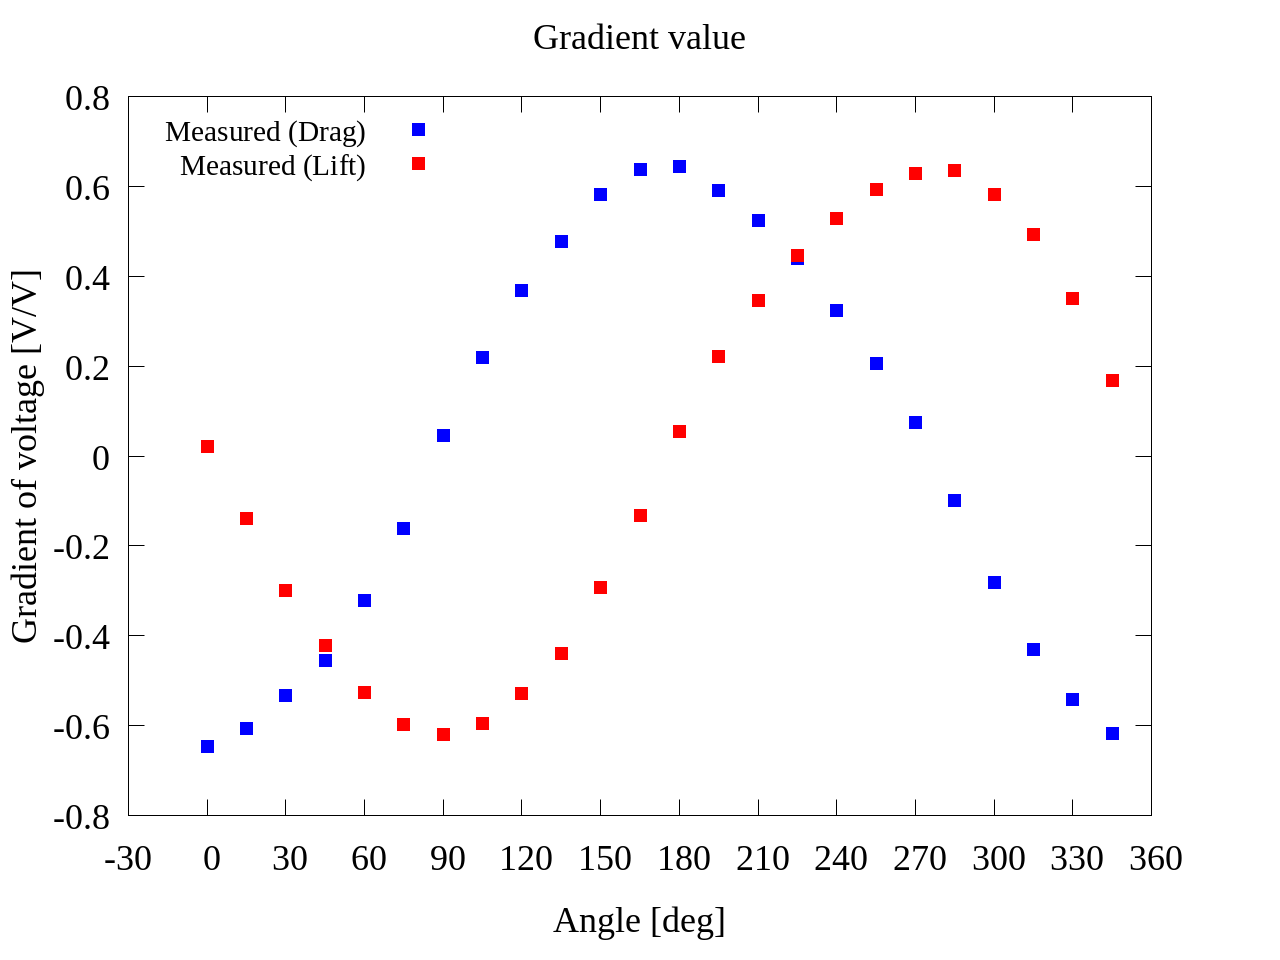 Gradient value
0.8
0.6
0.4
0.2
0
-0.2
-0.4
-0.6
-0.8
Gradient of voltage [V/V]
Measured (Drag)
Measured (Lift)
-30 0 30 60 90 120 150 180 210 240 270 300 330 360
Angle [deg]